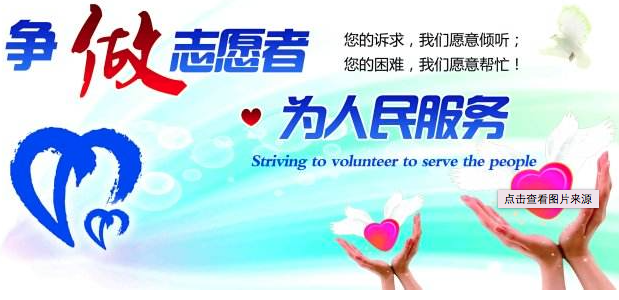 争做志愿者
您的诉求，我们愿意倾听；
您的困难，我们愿意帮忙！
为人民服务
Striving to volunteer to serve the people
点击查看图片来源